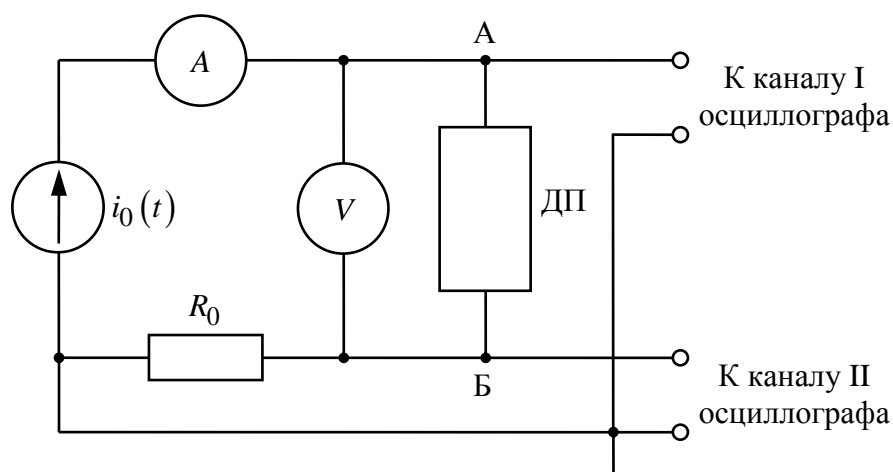 А
A
К каналу I
осциллографа
i₀(t)
V
ДП
R₀
Б
К каналу II
осциллографа